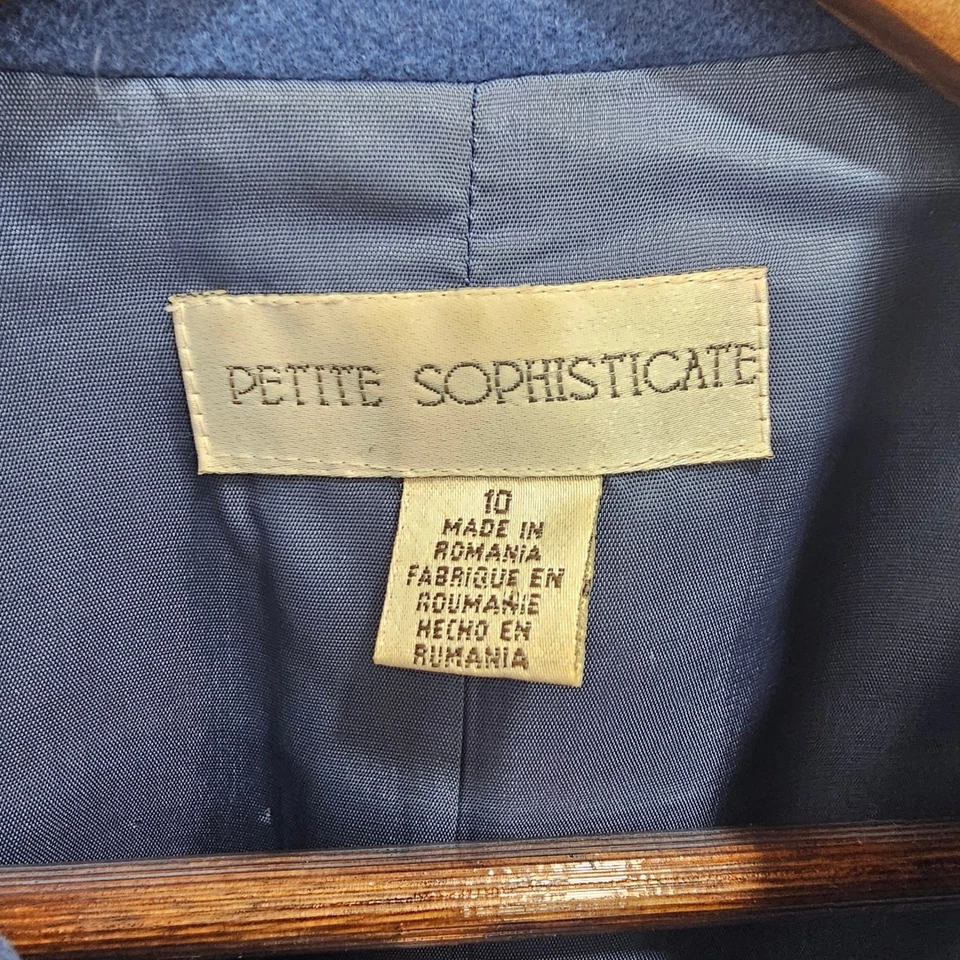 PETITE SOPHISTICATE
10
MADE IN
ROMANIA
FABRIQUE EN
ROUMANIE
HECHO EN
RUMANIA